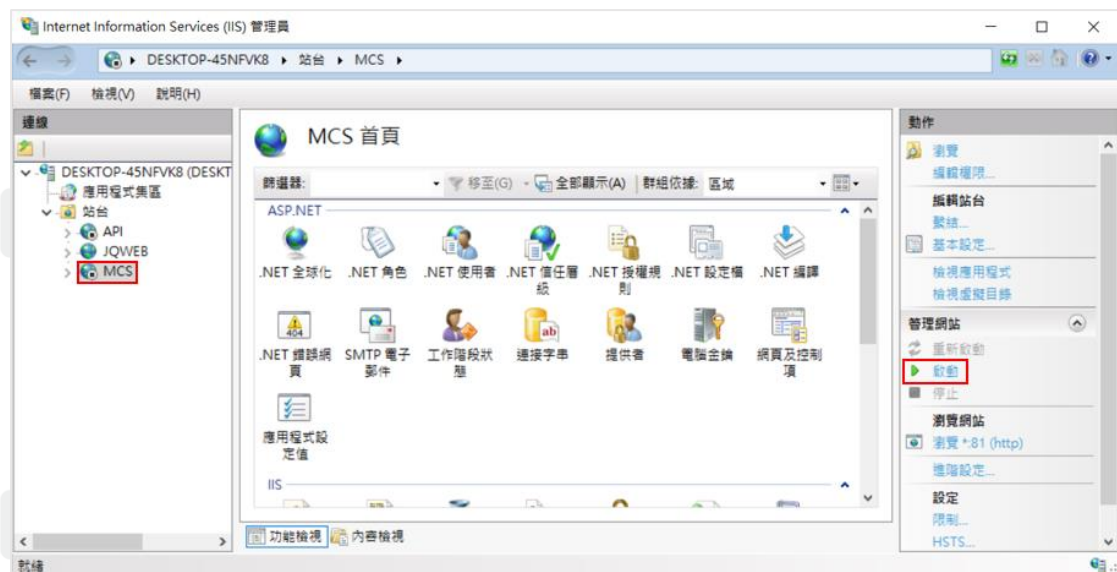 Internet Information Services (IIS) 管理員
DESKTOP-45NFVK8 站台 MCS
檔案(F) 檢視(V) 說明(H)
連線
DESKTOP-45NFVK8 (DESKT
應用程式集區
站台
API
JQWEB
MCS
MCS 首頁
篩選器: 移至(G) 全部顯示(A) 群組依據: 區域
ASP.NET
.NET 全球化 .NET 角色 .NET 使用者 .NET 信任層級 .NET 授權規則 .NET 設定檔 .NET 編譯
404 ab
.NET 錯誤網頁 SMTP 電子郵件 工作階段狀態 連接字串 提供者 電腦金鑰 網頁及控制項
應用程式設定值
IIS
功能檢視 內容檢視
動作
瀏覽
編輯權限...
編輯站台
繫結...
基本設定...
檢視應用程式
檢視虛擬目錄
管理網站
重新啟動
啟動
停止
瀏覽網站
瀏覽 *:81 (http)
進階設定...
設定
限制...
HSTS...
就緒